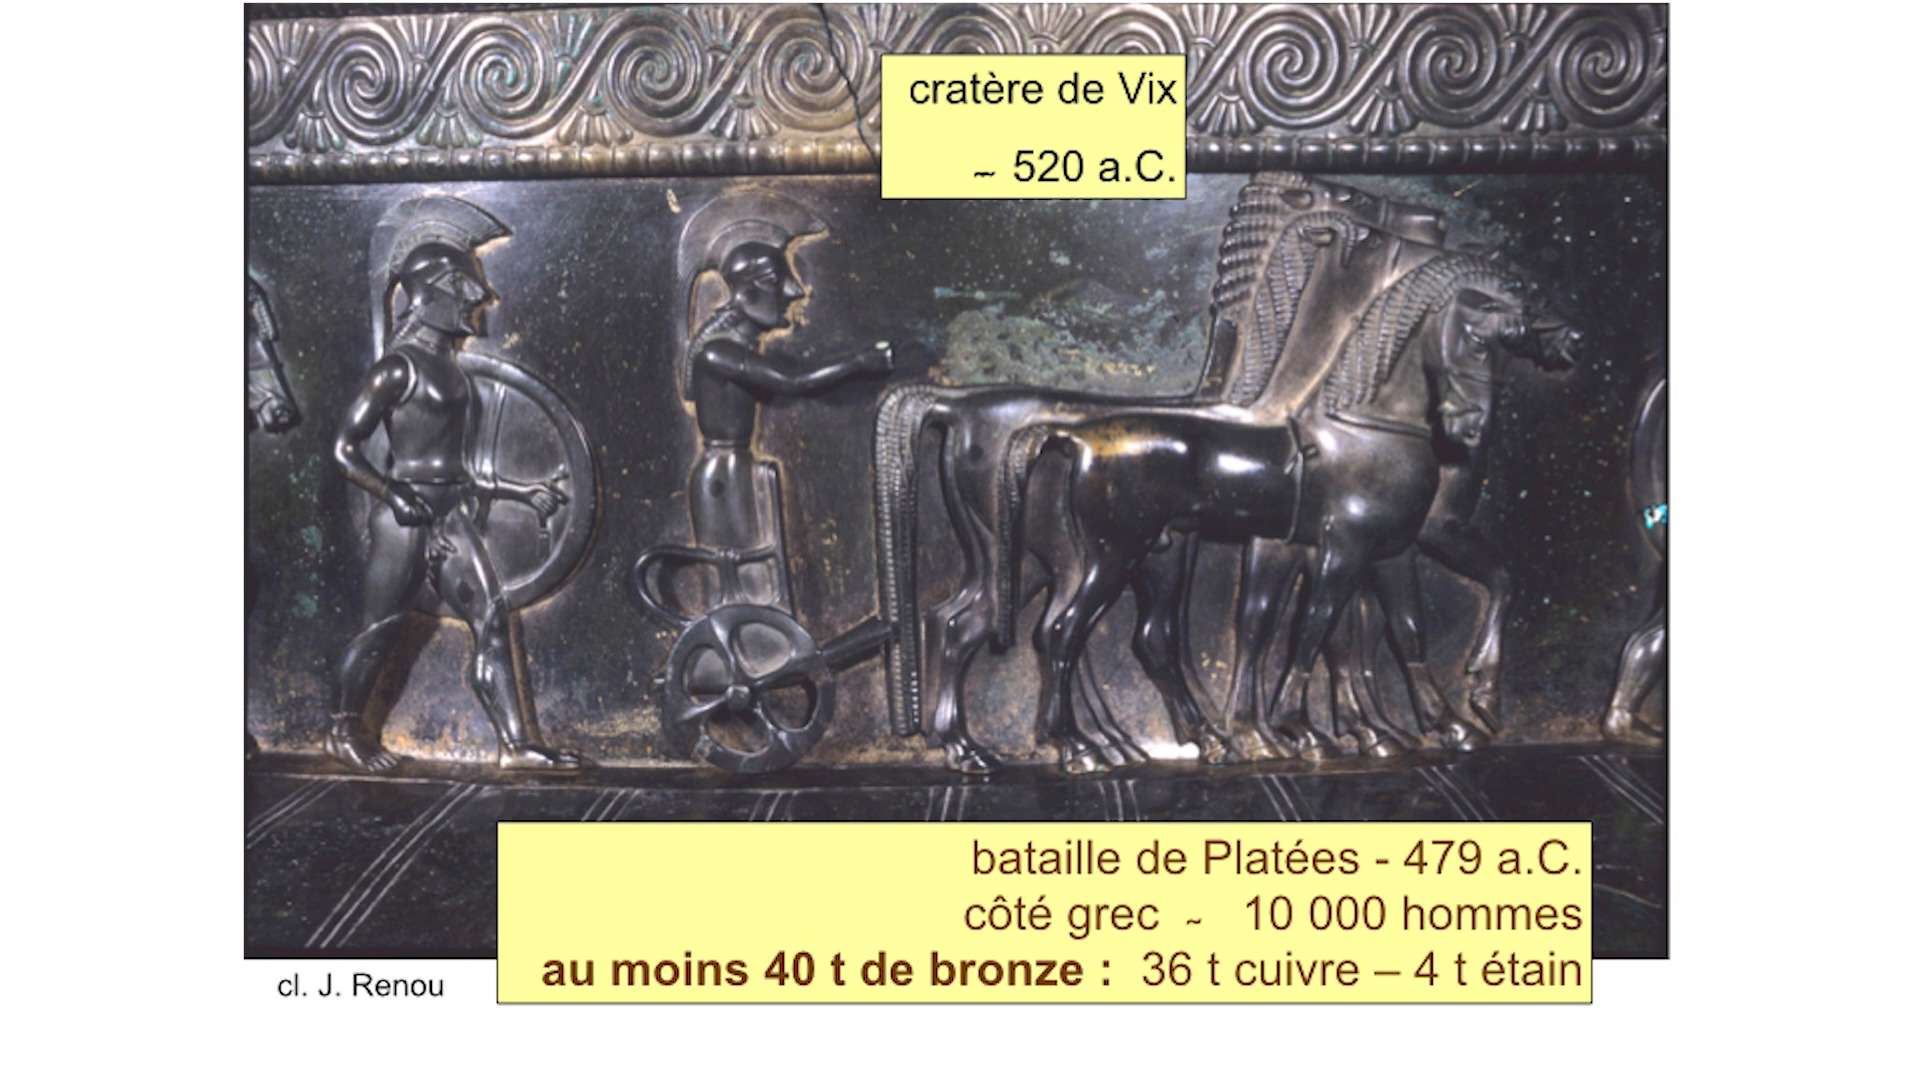 cratère de Vix
~ 520 a.C.
bataille de Platées - 479 a.C.
côté grec ~ 10 000 hommes
au moins 40 t de bronze : 36 t cuivre – 4 t étain
cl. J. Renou